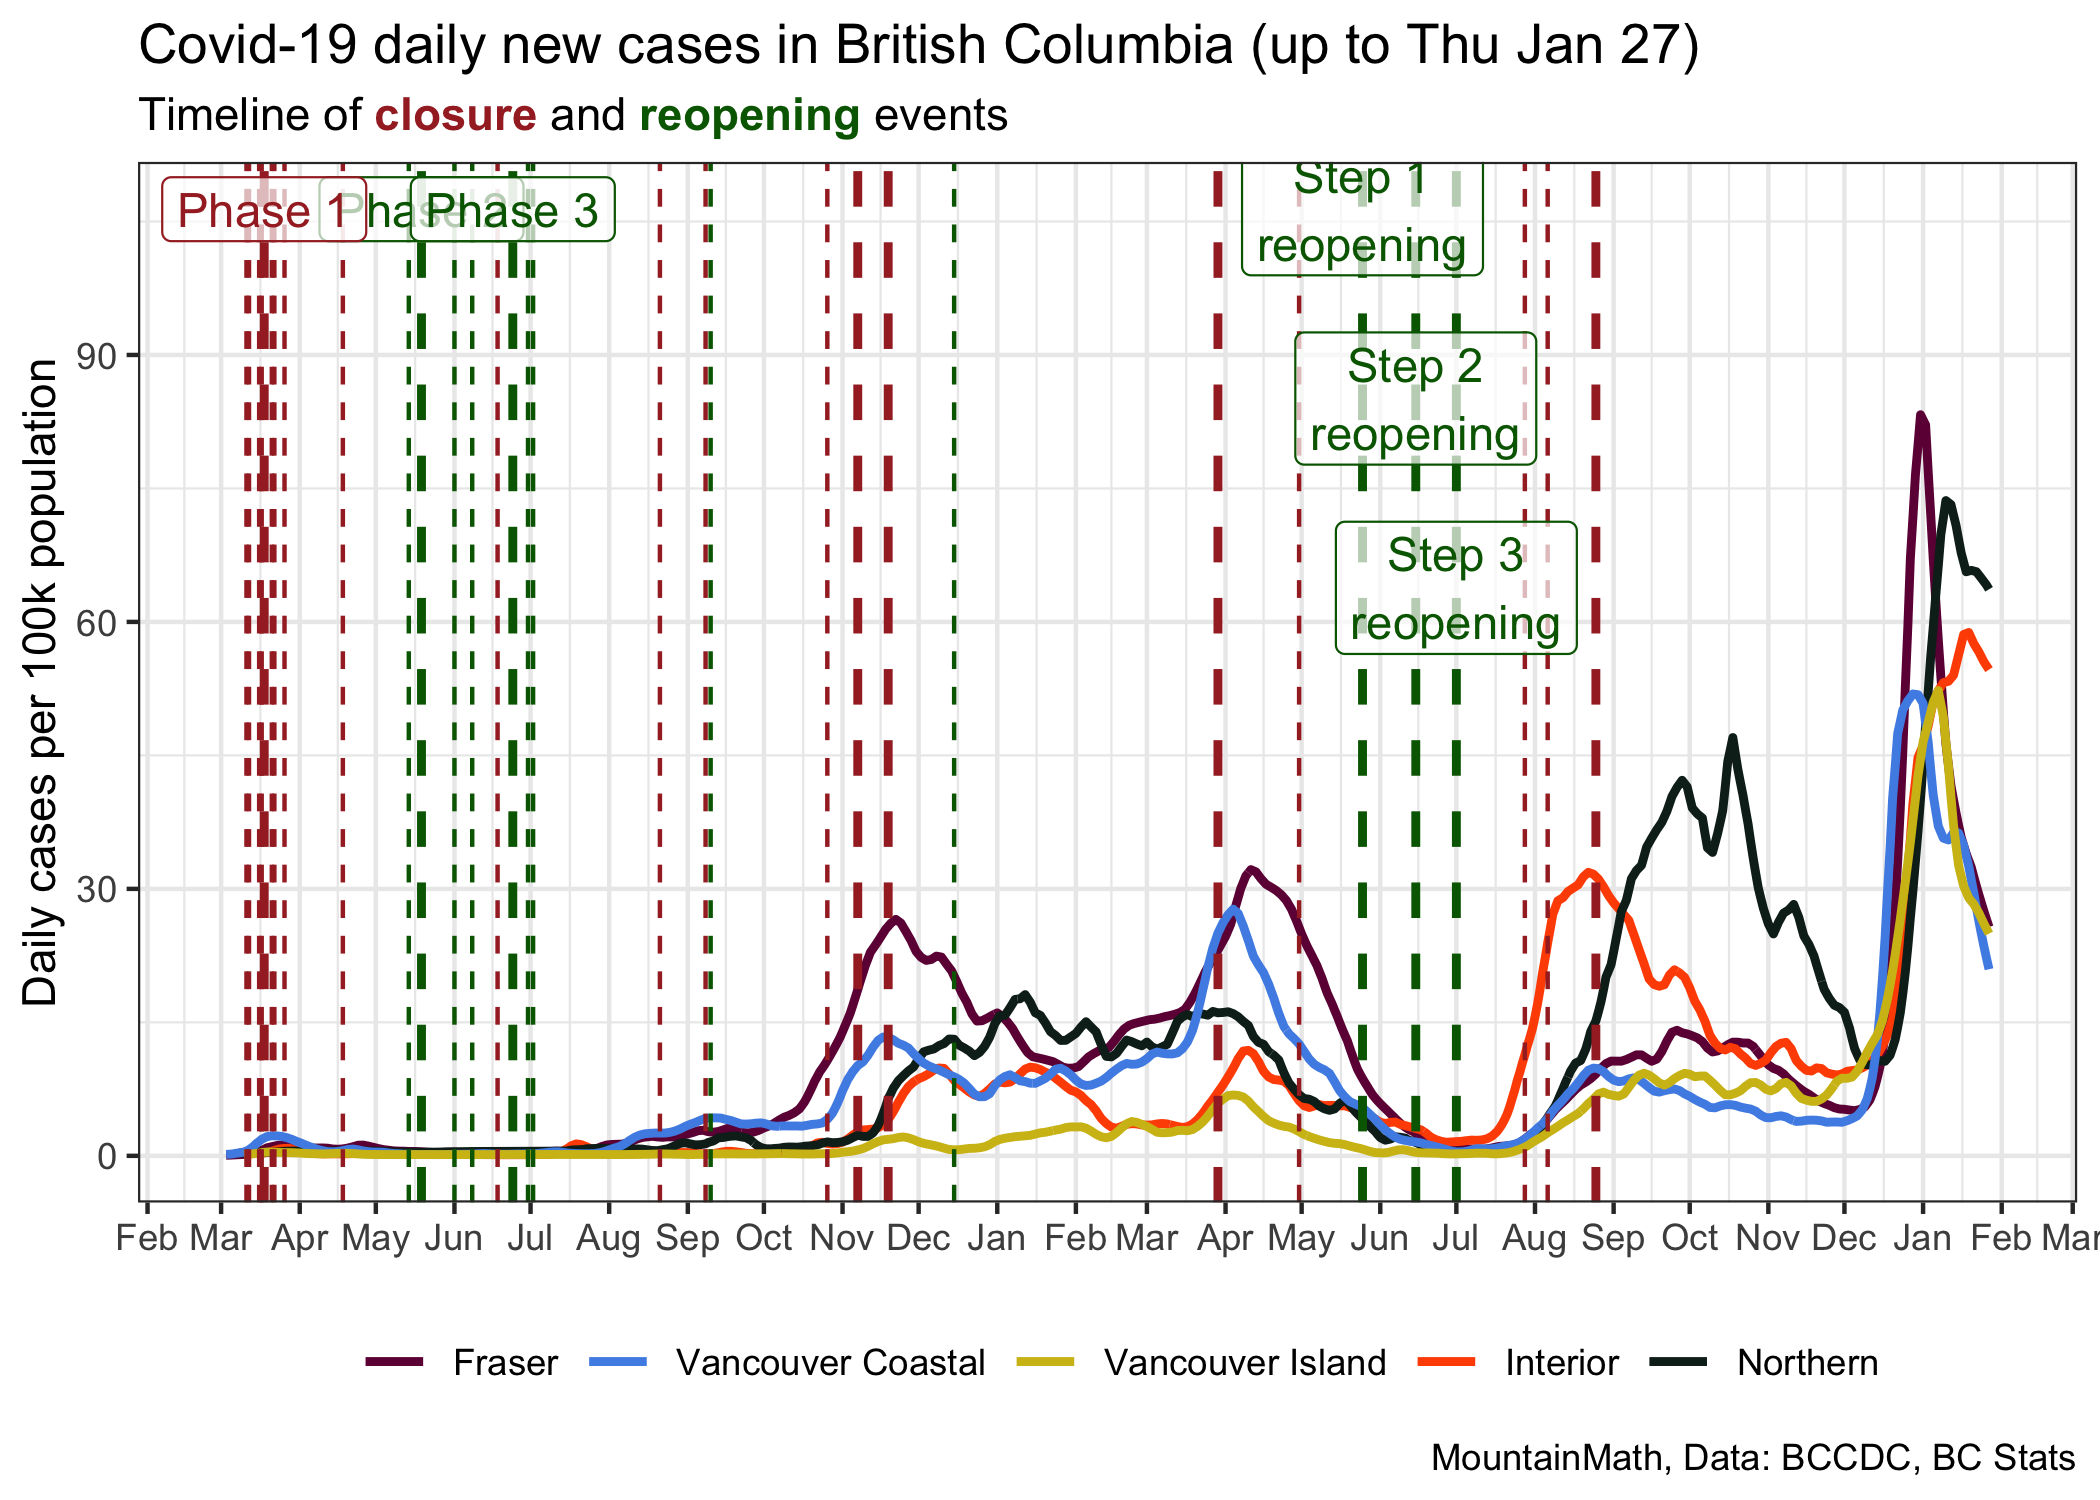 Covid-19 daily new cases in British Columbia (up to Thu Jan 27)
Timeline of closure and reopening events
Phase 1
Phase 2
Phase 3
Step 1
reopening
Step 2
reopening
Step 3
reopening
Daily cases per 100k population
90
60
30
0
Feb Mar Apr May Jun Jul Aug Sep Oct Nov Dec Jan Feb Mar Apr May Jun Jul Aug Sep Oct Nov Dec Jan Feb Mar
Fraser Vancouver Coastal Vancouver Island Interior Northern
MountainMath, Data: BCCDC, BC Stats